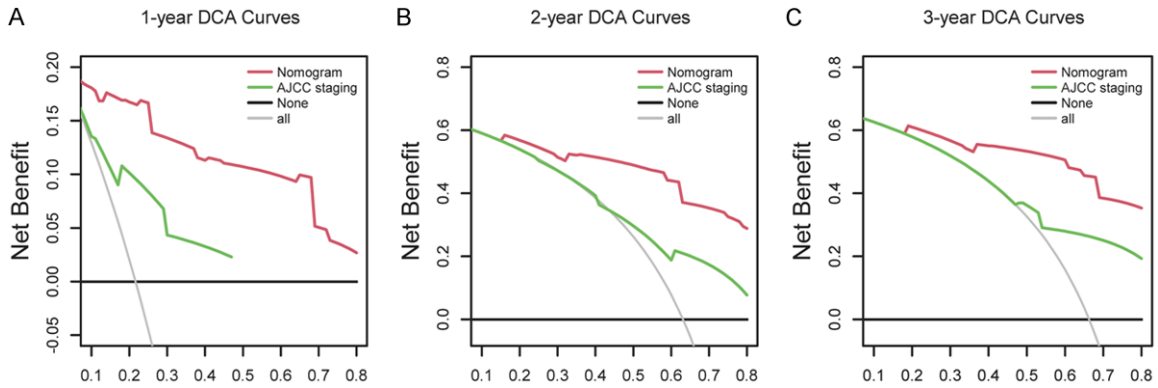 A
1-year DCA Curves
Net Benefit
0.20
0.15
0.10
0.05
0.00
-0.05
Nomogram
AJCC staging
None
all
0.1 0.2 0.3 0.4 0.5 0.6 0.7 0.8
B
2-year DCA Curves
Net Benefit
0.8
0.6
0.4
0.2
0.0
Nomogram
AJCC staging
None
all
0.1 0.2 0.3 0.4 0.5 0.6 0.7 0.8
C
3-year DCA Curves
Net Benefit
0.8
0.6
0.4
0.2
0.0
Nomogram
AJCC staging
None
all
0.1 0.2 0.3 0.4 0.5 0.6 0.7 0.8